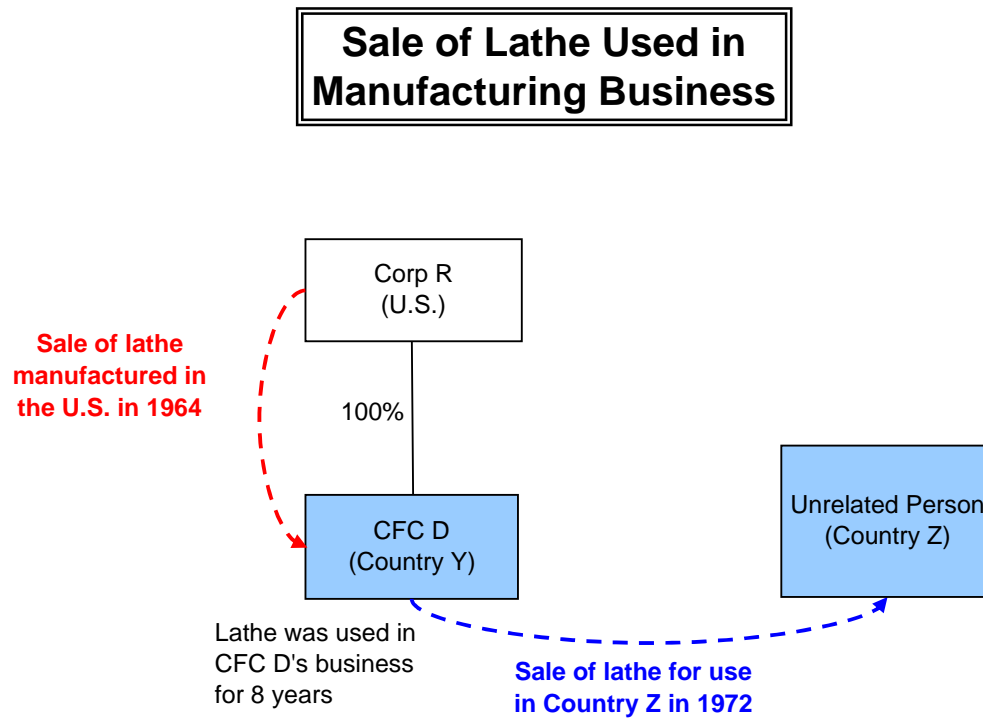 Sale of Lathe Used in
Manufacturing Business
Corp R
(U.S.)
Sale of lathe
manufactured in
the U.S. in 1964
100%
CFC D
(Country Y)
Unrelated Person
(Country Z)
Lathe was used in
CFC D's business
for 8 years
Sale of lathe for use
in Country Z in 1972